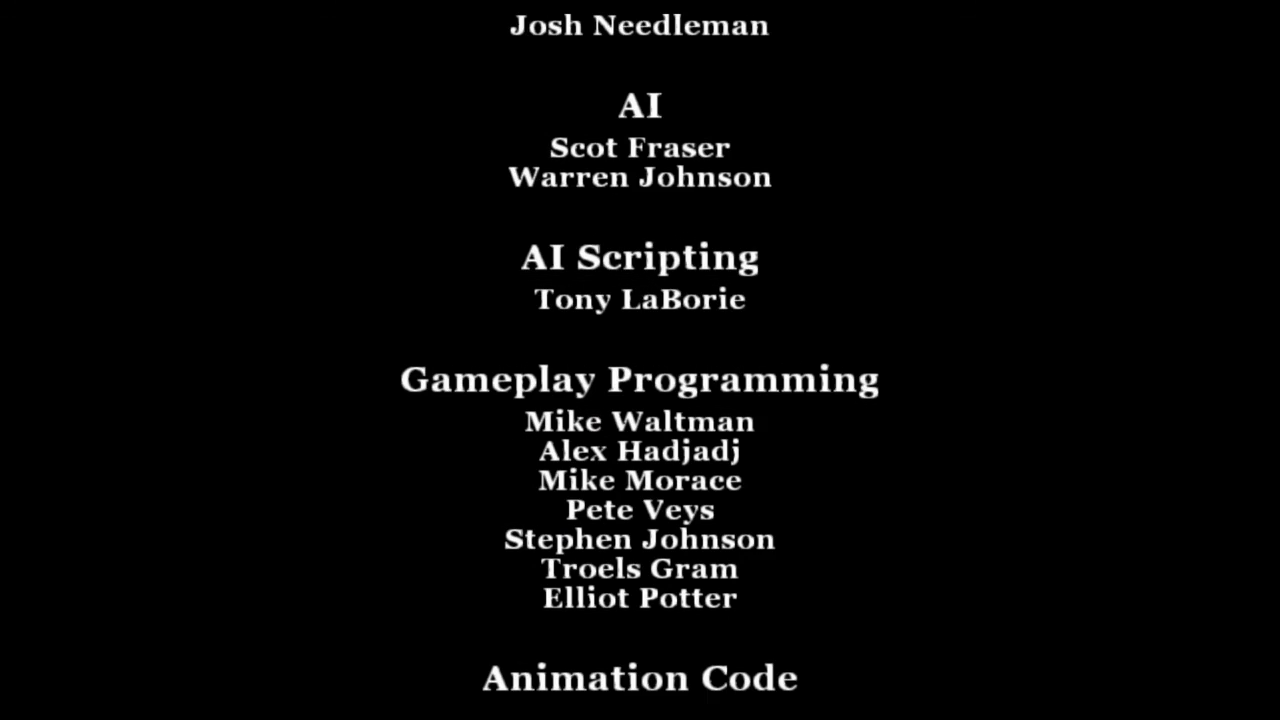 Josh Needleman
AI
Scot Fraser
Warren Johnson
AI Scripting
Tony LaBorie
Gameplay Programming
Mike Waltman
Alex Hadjadj
Mike Morace
Pete Veys
Stephen Johnson
Troels Gram
Elliot Potter
Animation Code